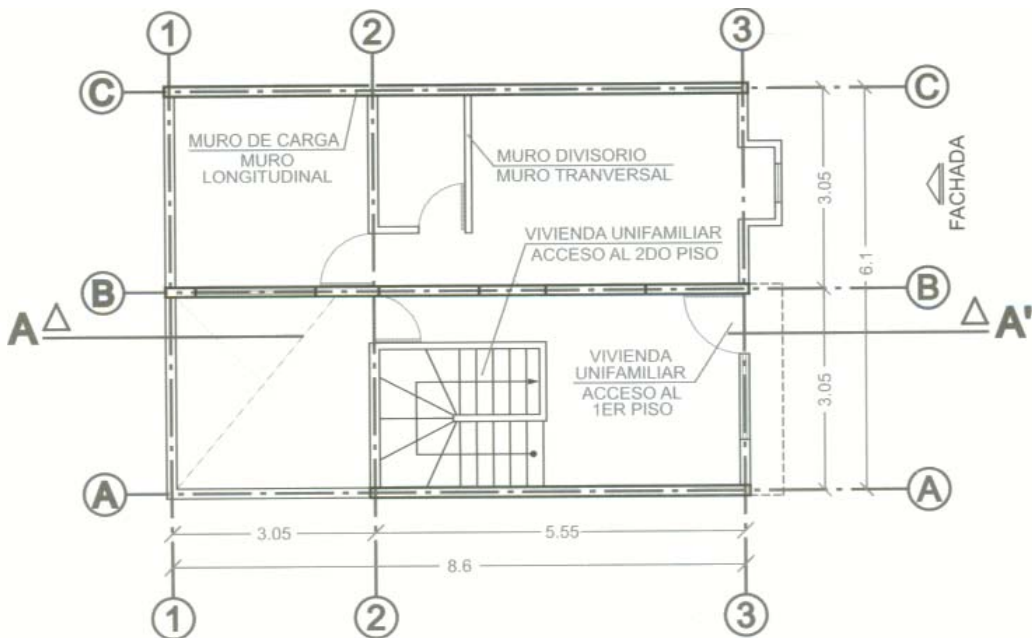 1
2
3
C
C
MURO DE CARGA
MURO
LONGITUDINAL
MURO DIVISORIO
MURO TRANVERSAL
FACHADA
3.05
6.1
VIVIENDA UNIFAMILIAR
ACCESO AL 2DO PISO
B
B
A
A'
VIVIENDA
UNIFAMILIAR
ACCESO AL
1ER PISO
3.05
A
A
3.05
5.55
8.6
1
2
3